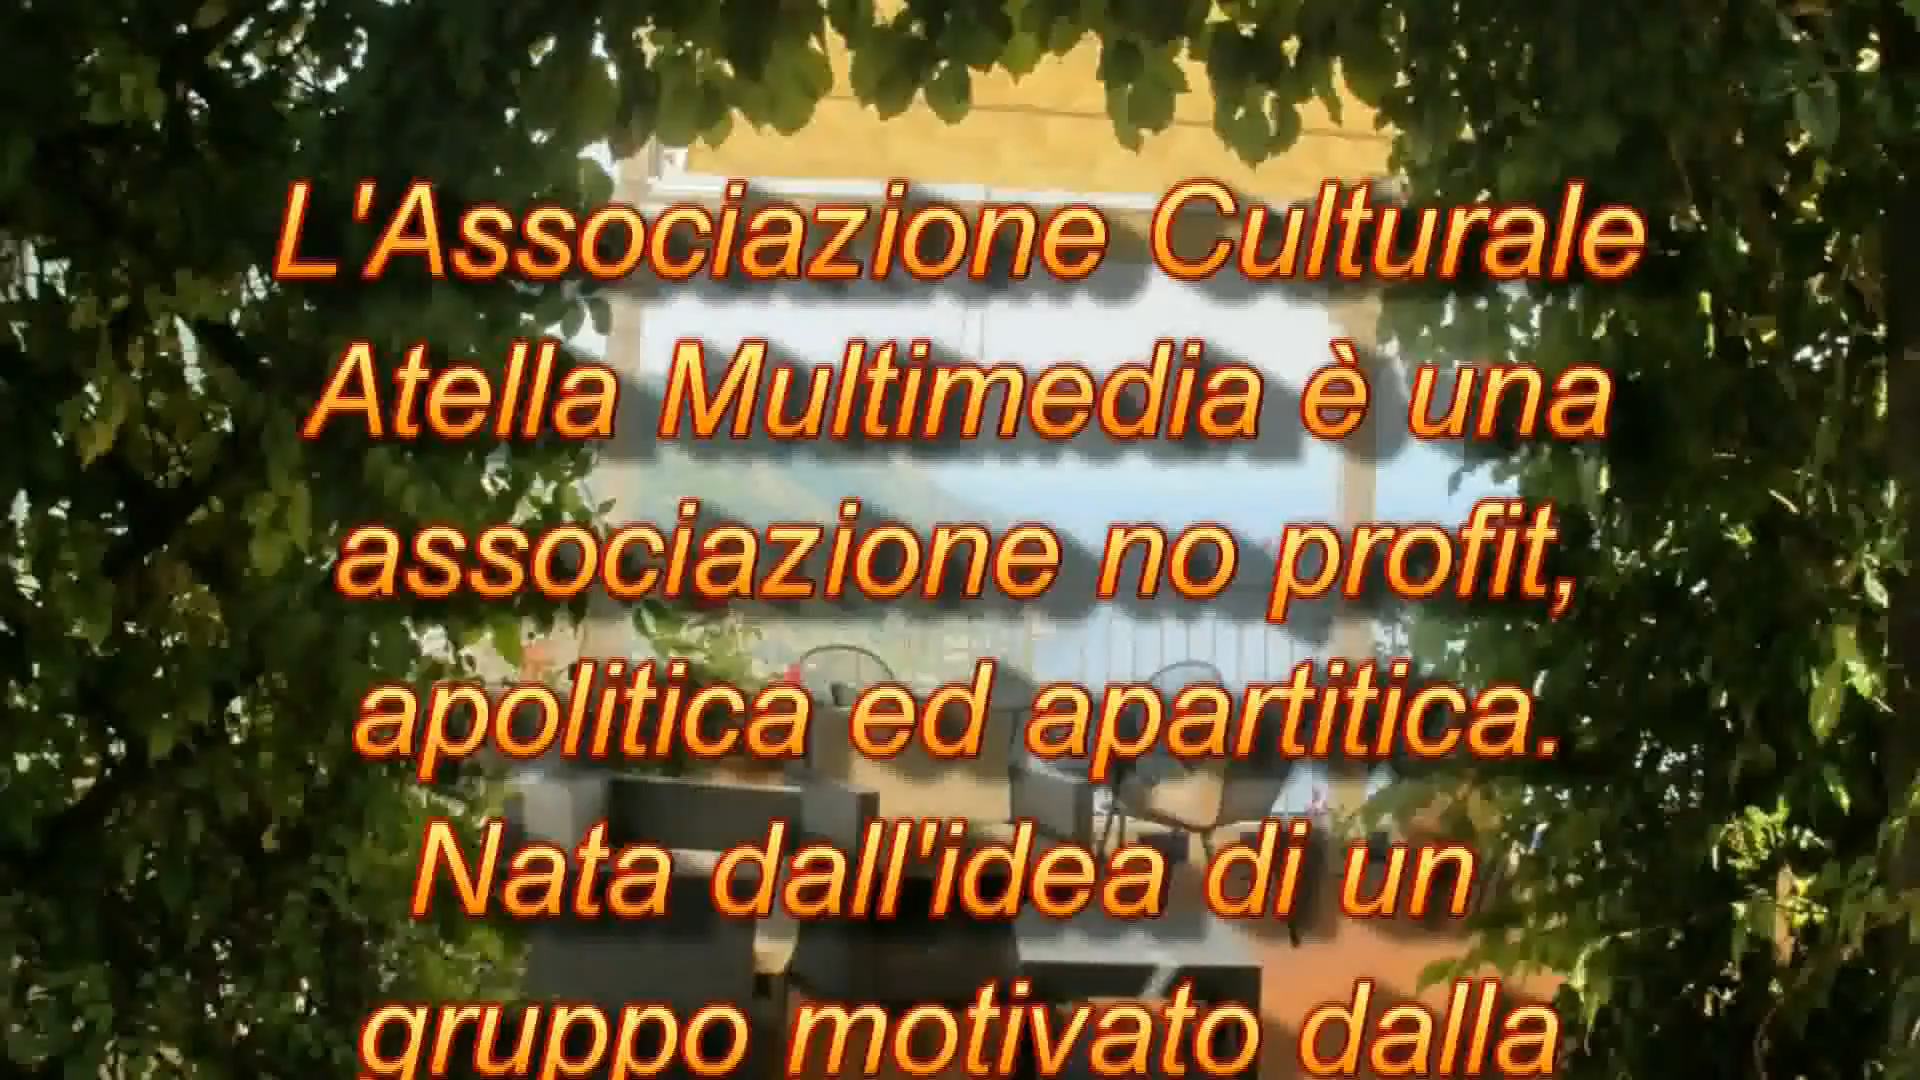 L'Associazione Culturale
Atella Multimedia è una
associazione no profit,
apolitica ed apartitica.
Nata dall'idea di un
gruppo motivato dalla